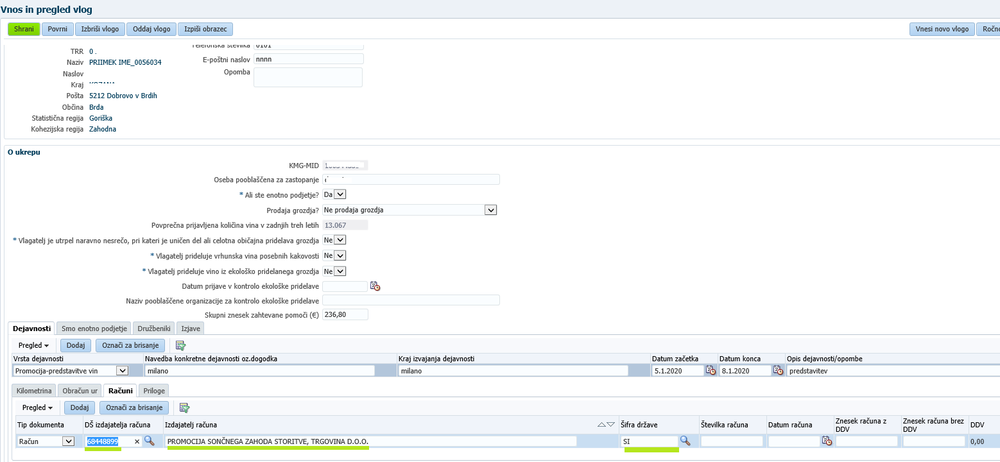 Vnos in pregled vlog
Shrani Povrni Izbriši vlogo Oddaj vlogo Izpiši obrazec Vnesi novo vlogo Ročno
TRR 0 .
Telefonska številka 0101
Naziv PRIIMEK IME_0056034
E-poštni naslov nnnn
Naslov
Opomba
Kraj
Pošta 5212 Dobrovo v Brdih
Občina Brda
Statistična regija Goriška
Kohezijska regija Zahodna
O ukrepu
KMG-MID
Oseba pooblaščena za zastopanje
* Ali ste enotno podjetje? Da
Prodaja grozdja? Ne prodaja grozdja
Povprečna prijavljena količina vina v zadnjih treh letih 13.067
* Vlagatelj je utrpel naravno nesrečo, pri kateri je uničen del ali celotna običajna pridelava grozdja Ne
* Vlagatelj prideluje vrhunska vina posebnih kakovosti Ne
* Vlagatelj prideluje vino iz ekološko pridelanega grozdja Ne
Datum prijave v kontrolo ekološke pridelave
Naziv pooblaščene organizacije za kontrolo ekološke pridelave
Skupni znesek zahtevane pomoči (€) 236,80
Dejavnosti Smo enotno podjetje Družbeniki Izjave
Pregled Dodaj Označi za brisanje
Vrsta dejavnosti Navedba konkretne dejavnosti oz.dogodka Kraj izvajanja dejavnosti Datum začetka Datum konca Opis dejavnosti/opombe
Promocija-predstavitve vin milano milano 5.1.2020 8.1.2020 predstavitev
Kilometrina Obračun ur Računi Priloge
Pregled Dodaj Označi za brisanje
Tip dokumenta DŠ izdajatelja računa Izdajatelj računa Šifra države Številka računa Datum računa Znesek računa z DDV Znesek računa brez DDV DDV
Račun 68448899 PROMOCIJA SONČNEGA ZAHODA STORITVE, TRGOVINA D.O.O. SI 0,00